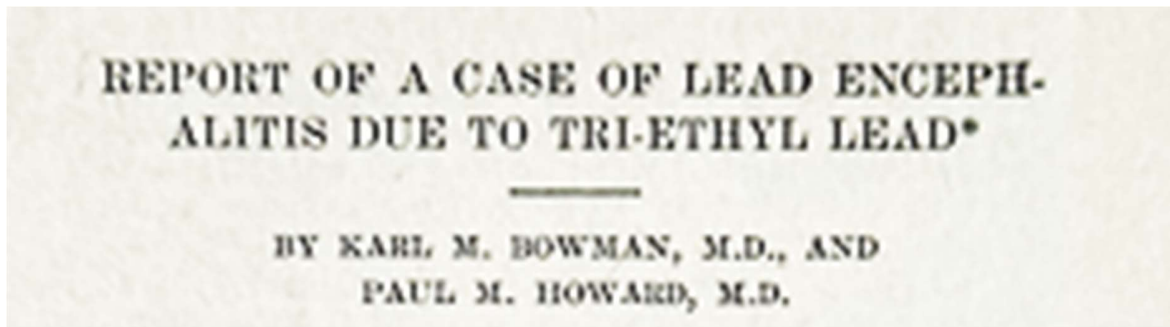 REPORT OF A CASE OF LEAD ENCEPH-
ALITIS DUE TO TRI-ETHYL LEAD*
BY KARL M. BOWMAN, M.D., AND
PAUL M. HOWARD, M.D.